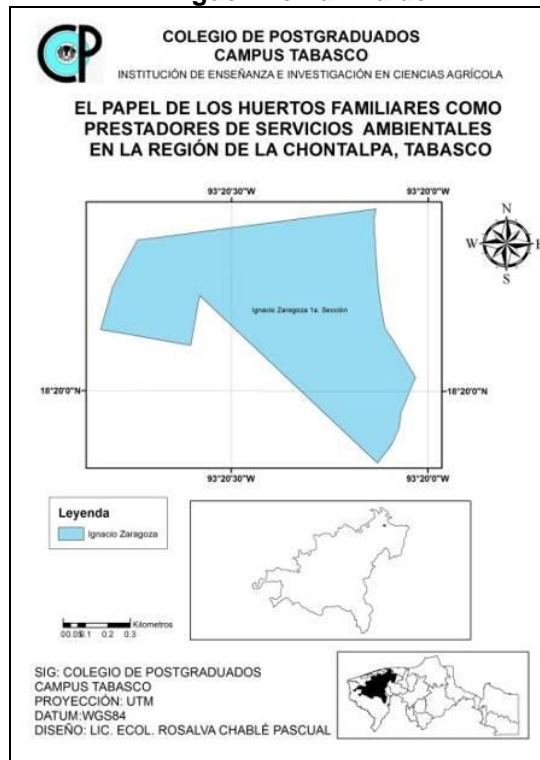 COLEGIO DE POSTGRADUADOS
CAMPUS TABASCO
INSTITUCIÓN DE ENSEÑANZA E INVESTIGACIÓN EN CIENCIAS AGRÍCOLA
EL PAPEL DE LOS HUERTOS FAMILIARES COMO
PRESTADORES DE SERVICIOS AMBIENTALES
EN LA REGIÓN DE LA CHONTALPA, TABASCO
93°20'30"W 93°20'0"W
N
W E
S
Ignacio Zaragoza 1a. Sección
18°20'0"N 18°20'0"N
93°20'30"W 93°20'0"W
Leyenda
Ignacio Zaragoza
Kilometros
0.1 0.2 0.3
SIG: COLEGIO DE POSTGRADUADOS
CAMPUS TABASCO
PROYECCIÓN: UTM
DATUM:WGS84
DISEÑO: LIC. ECOL. ROSALVA CHABLÉ PASCUAL